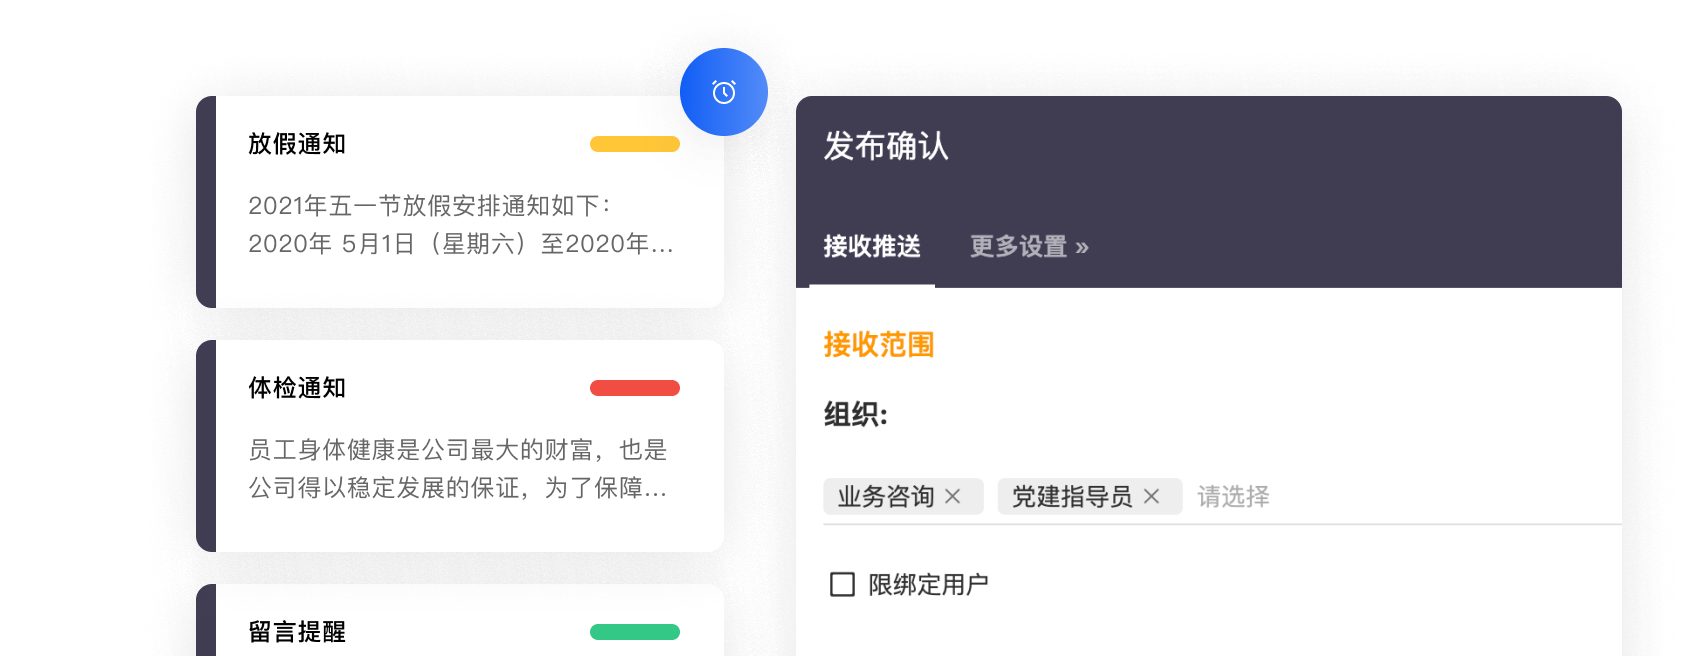 放假通知
2021年五一节放假安排通知如下：
2020年 5月1日（星期六）至2020年...
体检通知
员工身体健康是公司最大的财富，也是
公司得以稳定发展的保证，为了保障...
留言提醒
发布确认
接收推送 更多设置 »
接收范围
组织:
业务咨询 × 党建指导员 × 请选择
限绑定用户